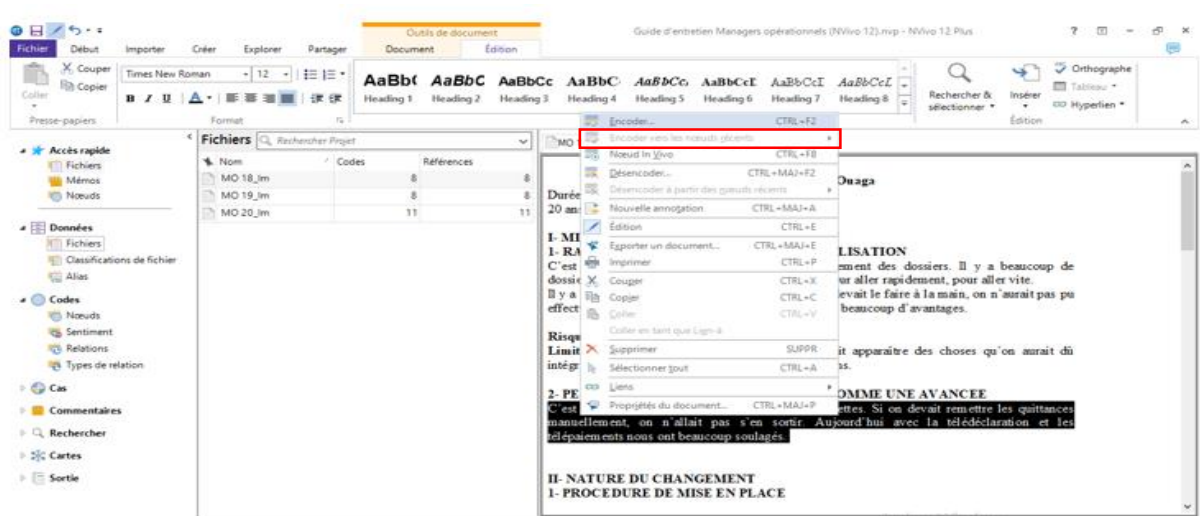 Outils de document
Guide d'entretien Managers opérationnels (NVivo 12).nvp - NVivo 12 Plus
Fichier Début Importer Créer Explorer Partager Document Édition
Couper
Copier
Coller
Presse-papiers
Times New Roman 12
B I U A
Format
AaBb( AaBbC AaBbCc AaBbC AaBbCc AaBbCcE AaBbCcI AaBbCcL
Heading 1 Heading 2 Heading 3 Heading 4 Heading 5 Heading 6 Heading 7 Heading 8
Rechercher & sélectionner
Insérer
Orthographe
Tableau
Hyperlien
Édition
Accès rapide
Fichiers
Mémos
Nœuds
Données
Fichiers
Classifications de fichier
Alias
Codes
Nœuds
Sentiment
Relations
Types de relation
Cas
Commentaires
Rechercher
Cartes
Sortie
Fichiers Rechercher Projet
Nom Codes Références
MO 18_Im 8 8
MO 19_Im 8 8
MO 20_Im 11 11
Encoder... CTRL+F2
Encoder vers les nœuds récents
Nœud In Vivo CTRL+F8
Désencoder... CTRL+MAJ+F2
Désencoder à partir des nœuds récents
Nouvelle annotation CTRL+MAJ+A
Édition CTRL+E
Exporter un document... CTRL+MAJ+E
Imprimer CTRL+P
Couper CTRL+X
Copier CTRL+C
Coller CTRL+V
Coller en tant que Lien-à
Supprimer SUPPR
Sélectionner tout CTRL+A
Liens
Propriétés du document... CTRL+MAJ+P
MO
Ouaga
Durée
20 an
I- MI
1- RA LISATION
C'est ement des dossiers. Il y a beaucoup de
dossie ur aller rapidement, pour aller vite.
Il y a evait le faire à la main, on n'aurait pas pu
effect beaucoup d'avantages.
Risqu
Limit it apparaitre des choses qu'on aurait dû
intégr ns.
2- PE OMME UNE AVANCEE
C'est ettes. Si on devait remettre les quittances
manuellement, on n'allait pas s'en sortir. Aujourd'hui avec la télédéclaration et les
télépaiements nous ont beaucoup soulagés.
II- NATURE DU CHANGEMENT
1- PROCEDURE DE MISE EN PLACE